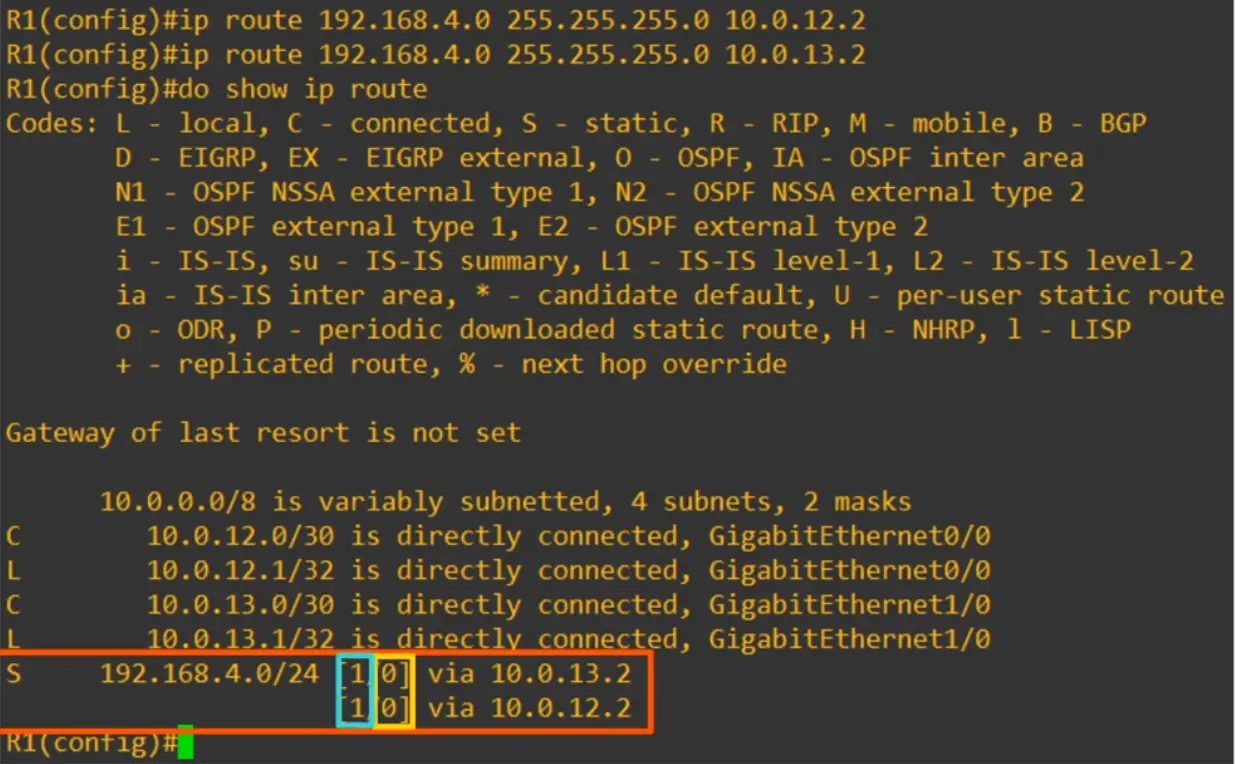 R1(config)#ip route 192.168.4.0 255.255.255.0 10.0.12.2
R1(config)#ip route 192.168.4.0 255.255.255.0 10.0.13.2
R1(config)#do show ip route
Codes: L - local, C - connected, S - static, R - RIP, M - mobile, B - BGP
       D - EIGRP, EX - EIGRP external, O - OSPF, IA - OSPF inter area
       N1 - OSPF NSSA external type 1, N2 - OSPF NSSA external type 2
       E1 - OSPF external type 1, E2 - OSPF external type 2
       i - IS-IS, su - IS-IS summary, L1 - IS-IS level-1, L2 - IS-IS level-2
       ia - IS-IS inter area, * - candidate default, U - per-user static route
       o - ODR, P - periodic downloaded static route, H - NHRP, l - LISP
       + - replicated route, % - next hop override
Gateway of last resort is not set
      10.0.0.0/8 is variably subnetted, 4 subnets, 2 masks
C        10.0.12.0/30 is directly connected, GigabitEthernet0/0
L        10.0.12.1/32 is directly connected, GigabitEthernet0/0
C        10.0.13.0/30 is directly connected, GigabitEthernet1/0
L        10.0.13.1/32 is directly connected, GigabitEthernet1/0
S     192.168.4.0/24 [1/0] via 10.0.13.2
                     [1/0] via 10.0.12.2
R1(config)#